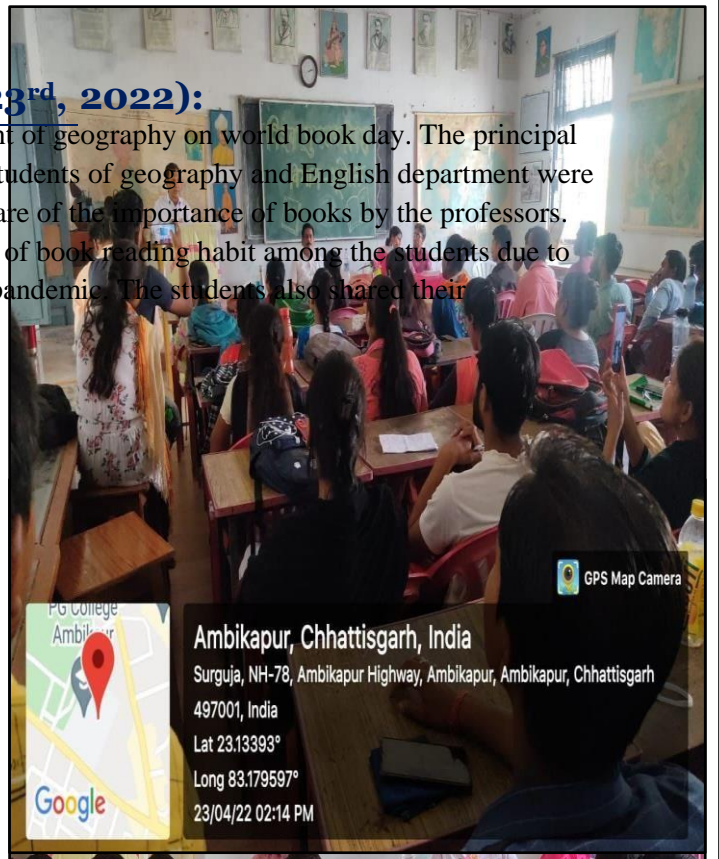 23rd, 2022):
nt of geography on world book day. The principal
tudents of geography and English department were
are of the importance of books by the professors.
of book reading habit among the students due to
pandemic. The students also shared their
GPS Map Camera
PG College
Ambikapur
Google
Ambikapur, Chhattisgarh, India
Surguja, NH-78, Ambikapur Highway, Ambikapur, Ambikapur, Chhattisgarh
497001, India
Lat 23.13393°
Long 83.179597°
23/04/22 02:14 PM